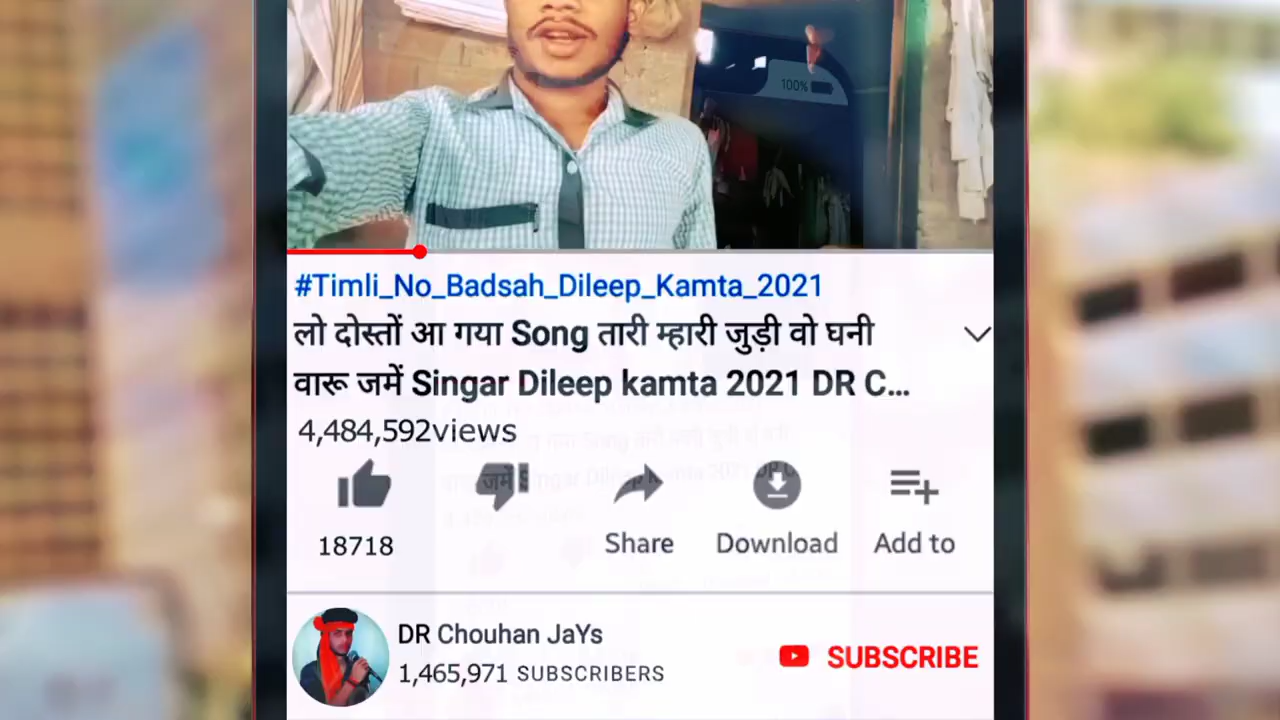 100%
#Timli_No_Badsah_Dileep_Kamta_2021
लो दोस्तों आ गया Song तारी म्हारी जुड़ी वो घनी
वारू जमें Singar Dileep kamta 2021 DR C...
4,484,592views
18718
Share
Download
Add to
DR Chouhan JaYs
1,465,971 SUBSCRIBERS
SUBSCRIBE